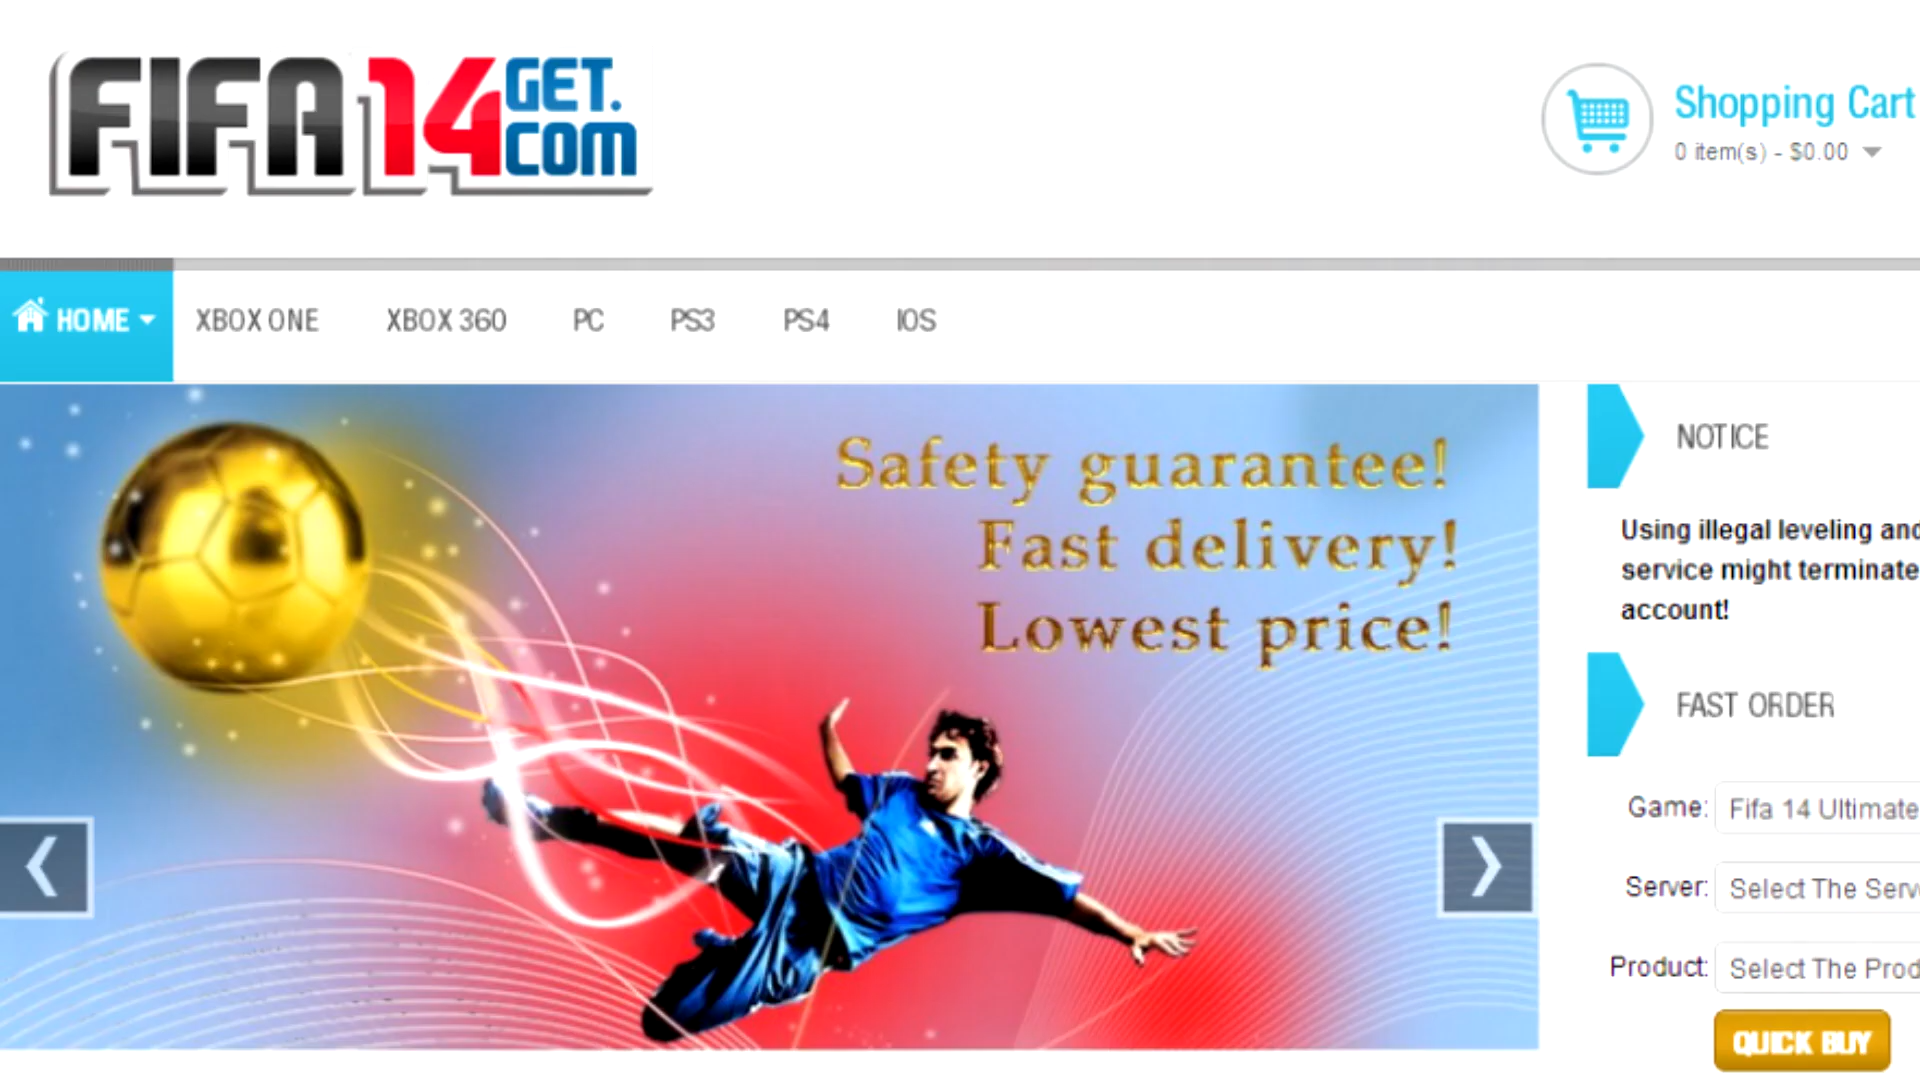 FIFA 14 GET.
COM
Shopping Cart
0 item(s) - $0.00
HOME XBOX ONE XBOX 360 PC PS3 PS4 IOS
Safety guarantee!
Fast delivery!
Lowest price!
NOTICE
Using illegal leveling and
service might terminate
account!
FAST ORDER
Game: Fifa 14 Ultimate
Server: Select The Serv
Product: Select The Prod
QUICK BUY